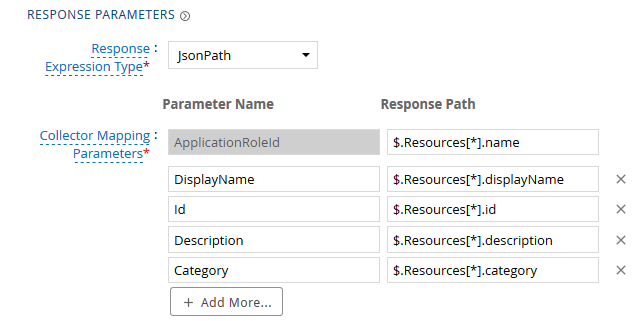 RESPONSE PARAMETERS
Response :
Expression Type*
JsonPath
Parameter Name Response Path
Collector Mapping :
Parameters*
ApplicationRoleId $.Resources[*].name
DisplayName $.Resources[*].displayName ×
Id $.Resources[*].id ×
Description $.Resources[*].description ×
Category $.Resources[*].category ×
+ Add More...